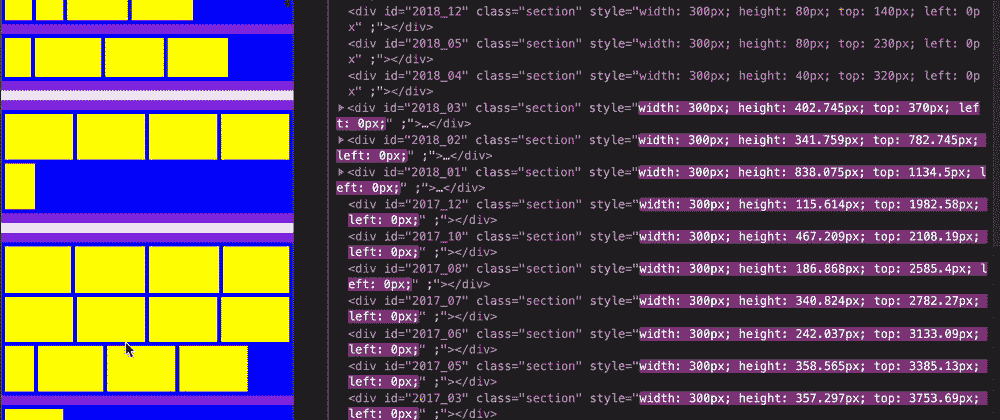 <div id="2018_12" class="section" style="width: 300px; height: 80px; top: 140px; left: 0p
x" ;"></div>
<div id="2018_05" class="section" style="width: 300px; height: 80px; top: 230px; left: 0p
x" ;"></div>
<div id="2018_04" class="section" style="width: 300px; height: 40px; top: 320px; left: 0p
x" ;"></div>
<div id="2018_03" class="section" style="width: 300px; height: 402.745px; top: 370px; lef
t: 0px;" ;">…</div>
<div id="2018_02" class="section" style="width: 300px; height: 341.759px; top: 782.745px;
left: 0px;" ;">…</div>
<div id="2018_01" class="section" style="width: 300px; height: 838.075px; top: 1134.5px; l
eft: 0px;" ;">…</div>
<div id="2017_12" class="section" style="width: 300px; height: 115.614px; top: 1982.58px;
left: 0px;" ;"></div>
<div id="2017_10" class="section" style="width: 300px; height: 467.209px; top: 2108.19px;
left: 0px;" ;"></div>
<div id="2017_08" class="section" style="width: 300px; height: 186.868px; top: 2585.4px; l
eft: 0px;" ;"></div>
<div id="2017_07" class="section" style="width: 300px; height: 340.824px; top: 2782.27px;
left: 0px;" ;"></div>
<div id="2017_06" class="section" style="width: 300px; height: 242.037px; top: 3133.09px;
left: 0px;" ;"></div>
<div id="2017_05" class="section" style="width: 300px; height: 358.565px; top: 3385.13px;
left: 0px;" ;"></div>
<div id="2017_03" class="section" style="width: 300px; height: 357.297px; top: 3753.69px;
left: 0px;" ;"></div>